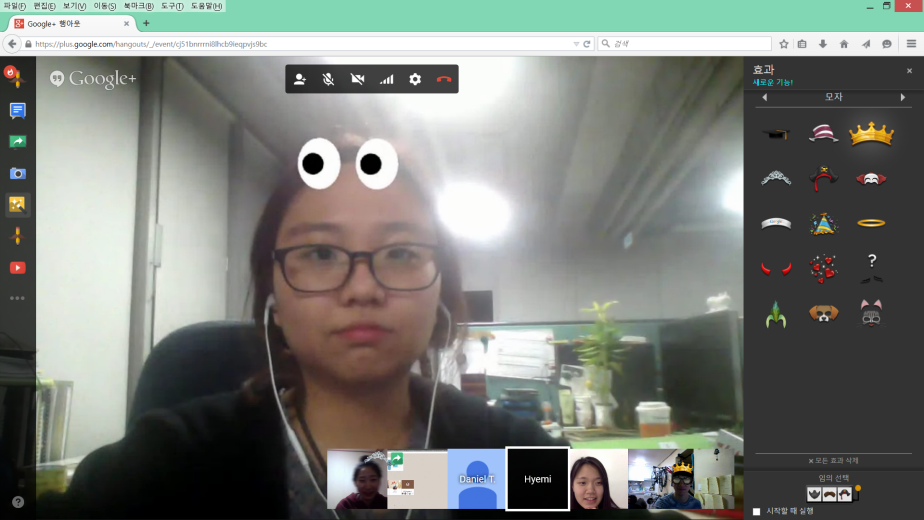 파일(F) 편집(E) 보기(V) 이동(S) 북마크(B) 도구(T) 도움말(H)
Google+ 행아웃
https://plus.google.com/hangouts/_/event/cj51bnrrmi8lhcb9ieqpvjs9bc
검색
Google+
효과
새로운 기능!
모자
?
Daniel T.
Hyemi
모든 효과 삭제
임의 선택
시작할 때 실행
?